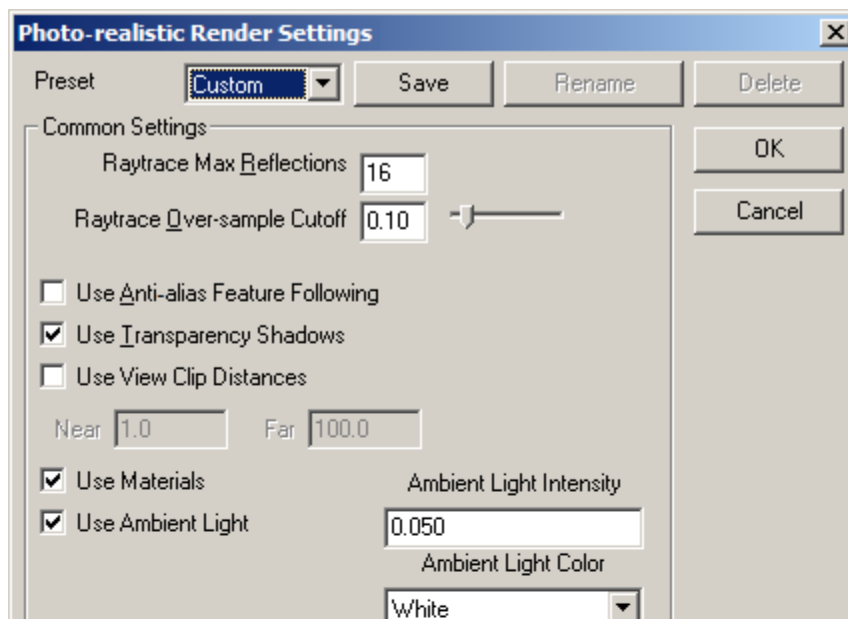 Photo-realistic Render Settings
Preset Custom Save Rename Delete
Common Settings
OK
Raytrace Max Reflections 16
Cancel
Raytrace Over-sample Cutoff 0.10
Use Anti-alias Feature Following
Use Transparency Shadows
Use View Clip Distances
Near 1.0 Far 100.0
Use Materials
Ambient Light Intensity
Use Ambient Light 0.050
Ambient Light Color
White